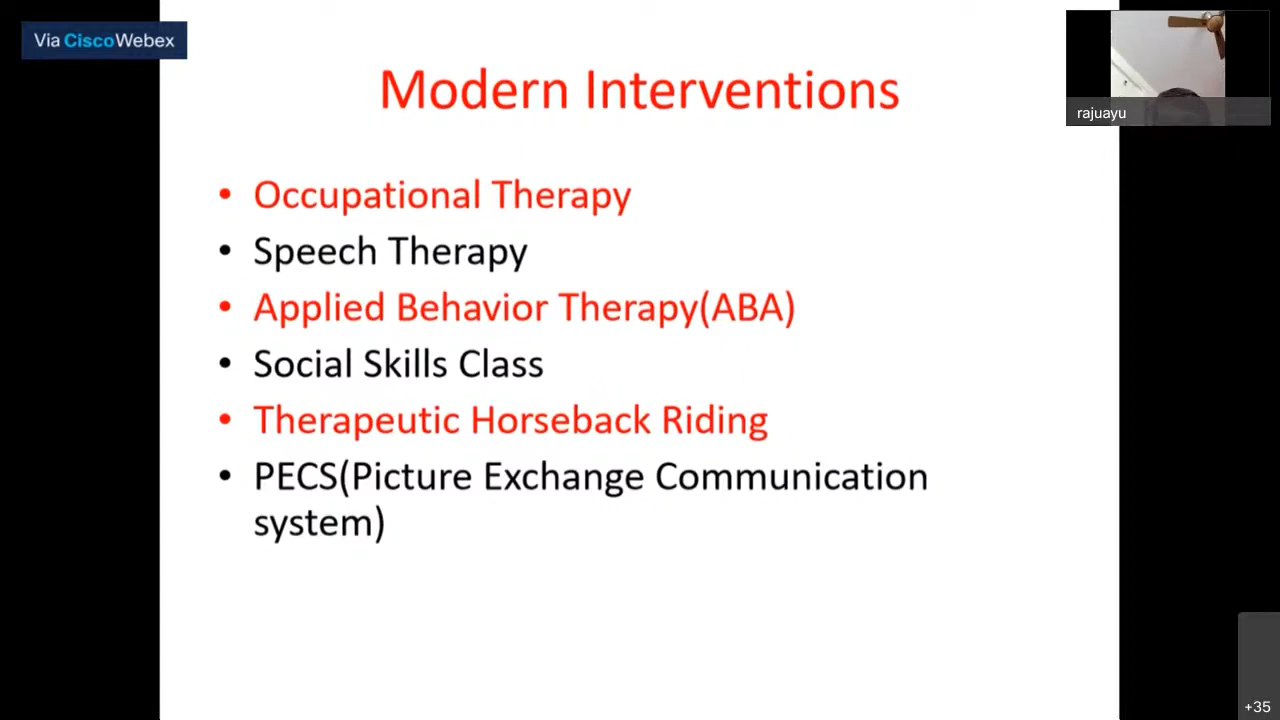 Via CiscoWebex
rajuayu
Modern Interventions
• Occupational Therapy
• Speech Therapy
• Applied Behavior Therapy(ABA)
• Social Skills Class
• Therapeutic Horseback Riding
• PECS(Picture Exchange Communication
system)
+35